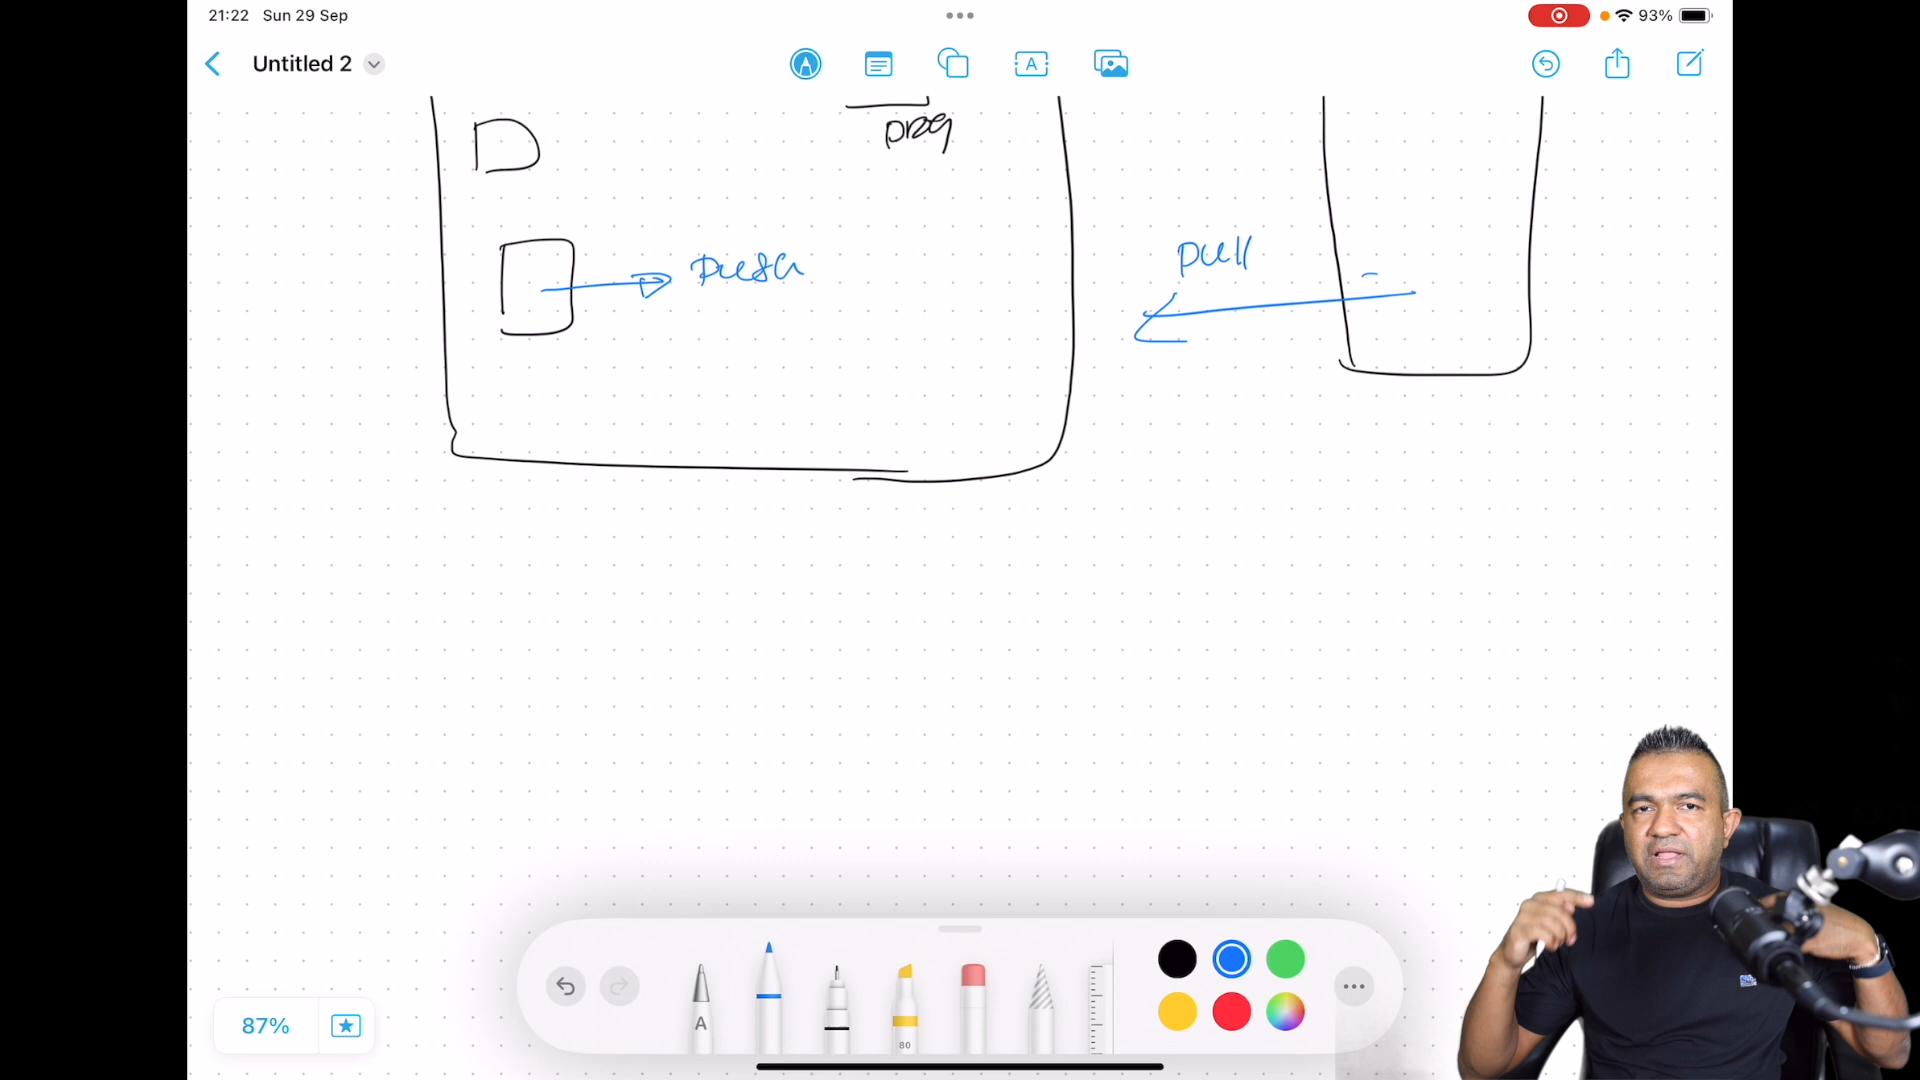 21:22 Sun 29 Sep
93%
Untitled 2
A
D
prog
push
pull
A
80
87%